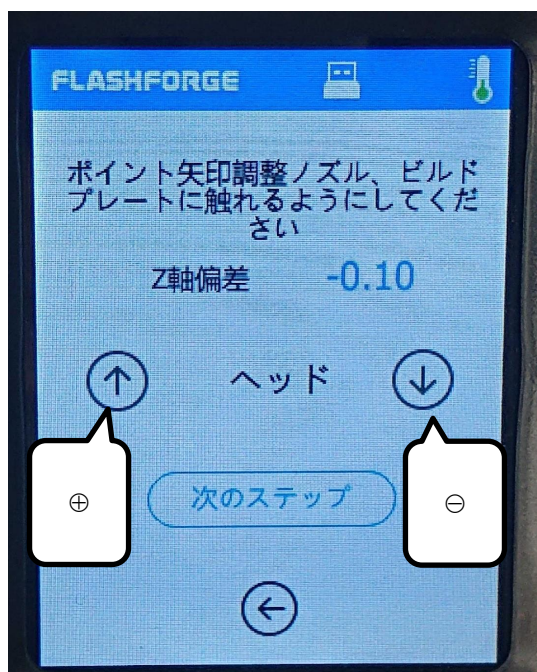 FLASHFORGE
ポイント矢印調整ノズル、ビルド
プレートに触れるようにしてくだ
さい
Z軸偏差 -0.10
↑ ヘッド ↓
⊕ 次のステップ ⊖
←